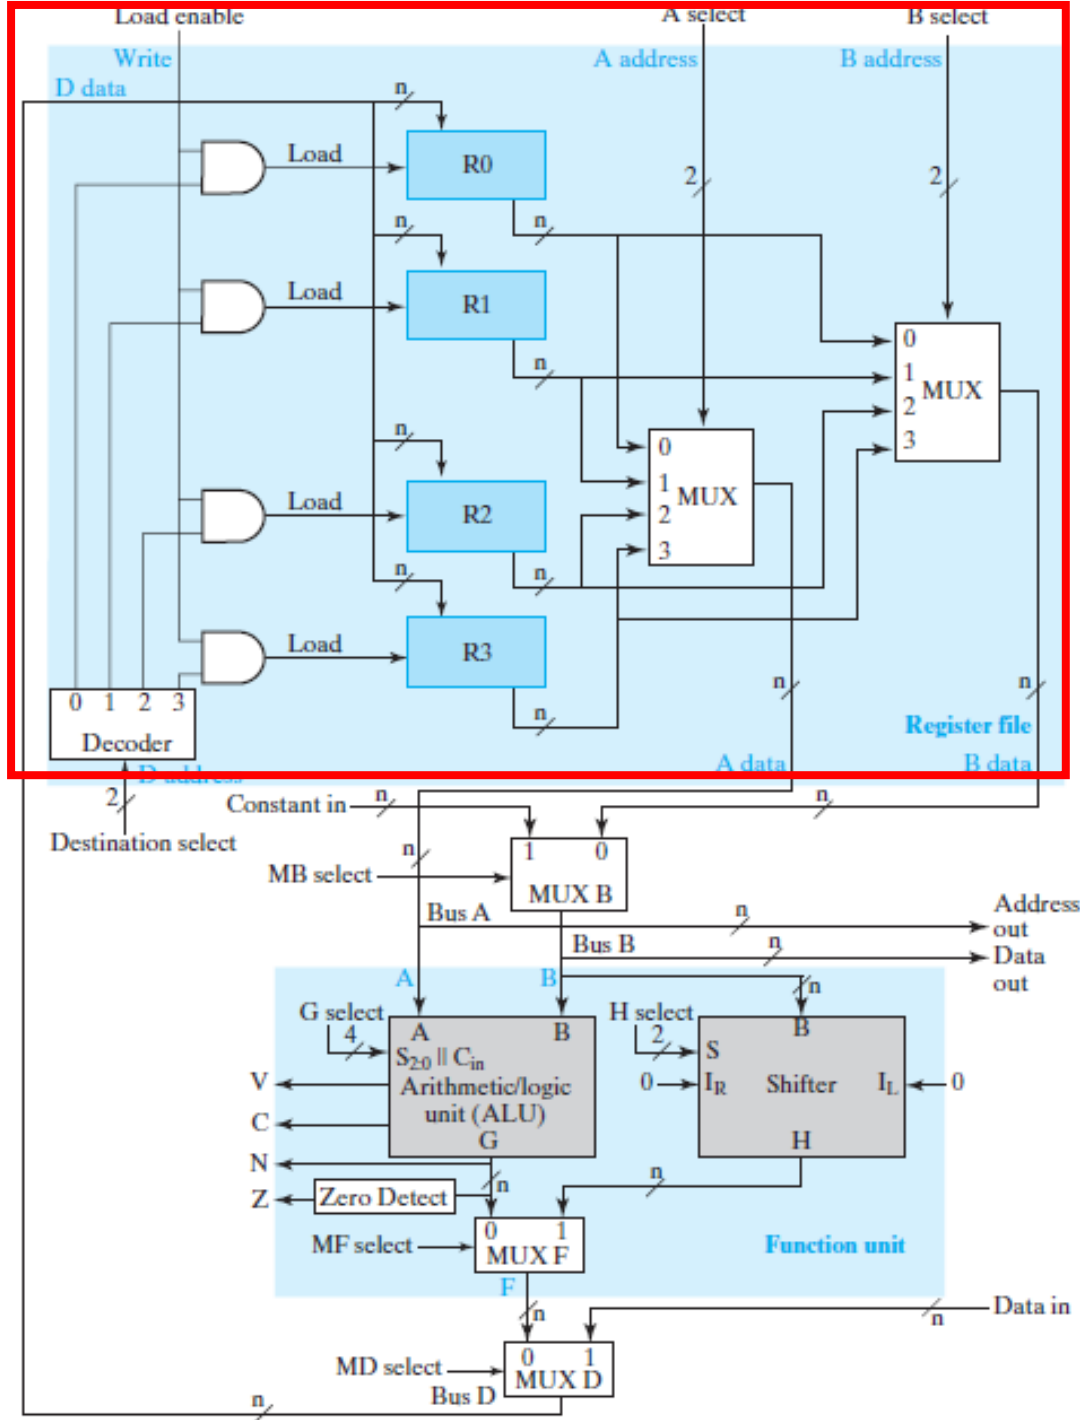 Load enable
A select
B select
Write
A address
B address
D data
n
Load
R0
2
2
n
n
Load
R1
0
n
1
MUX
2
n
3
0
1
MUX
Load
R2
2
3
n
n
Load
R3
n
n
0 1 2 3
n
Register file
Decoder
A data
B data
D address
2
Constant in
n
n
Destination select
n
1 0
MB select
MUX B
Bus A
n
Address
out
Bus B
n
Data
out
A
B
n
G select
H select
4
A
B
2
B
S2:0 || Cin
S
V
Arithmetic/logic
unit (ALU)
0
IR
Shifter
IL
0
C
G
H
N
n
n
Z
Zero Detect
0 1
MF select
MUX F
Function unit
F
n
Data in
n
0 1
MD select
MUX D
Bus D
n